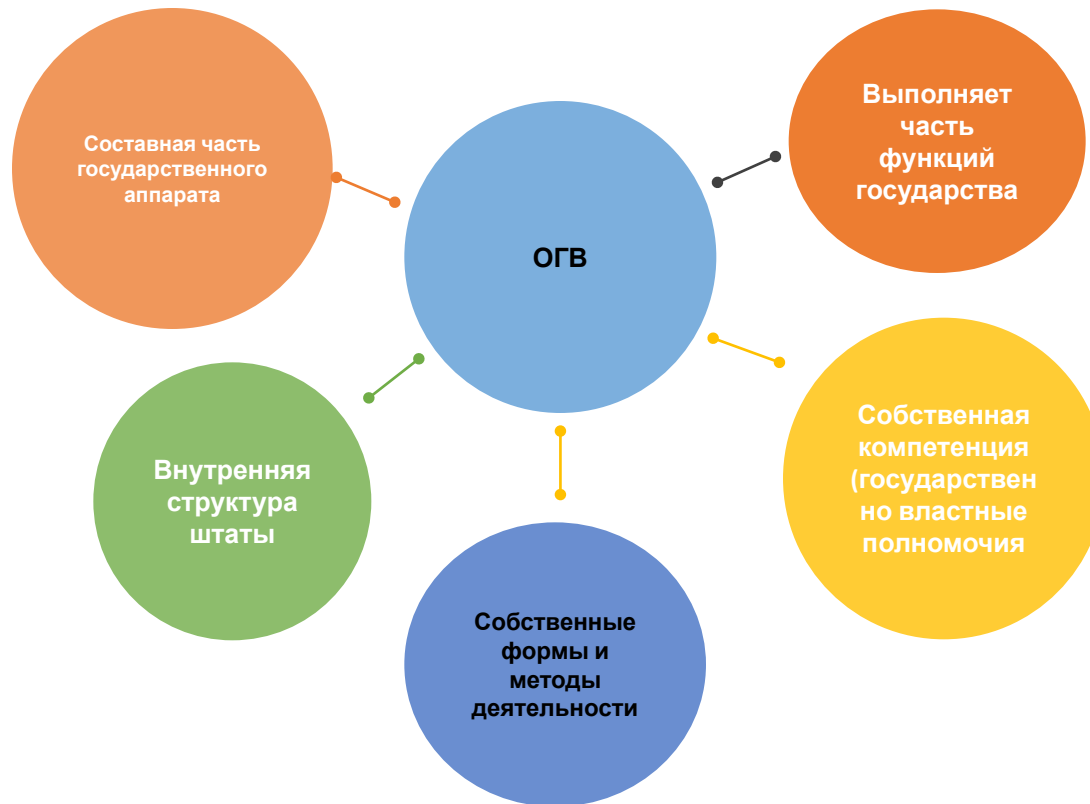 Составная часть
государственного
аппарата
Выполняет
часть
функций
государства
ОГВ
Внутренняя
структура
штаты
Собственная
компетенция
(государствен
но властные
полномочия
Собственные
формы и
методы
деятельности